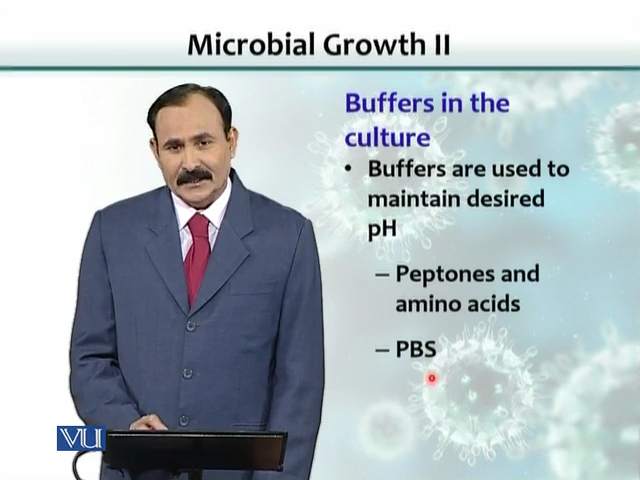 Microbial Growth II
Buffers in the
culture
• Buffers are used to
maintain desired
pH
– Peptones and
amino acids
– PBS
VU